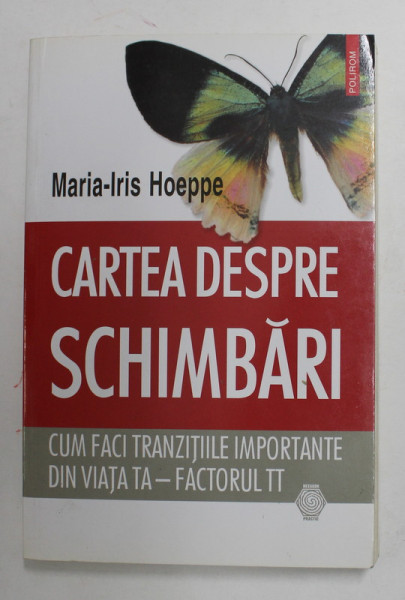 POLIROM
Maria-Iris Hoeppe
CARTEA DESPRE
SCHIMBĂRI
CUM FACI TRANZIȚIILE IMPORTANTE
DIN VIAȚA TA – FACTORUL TT